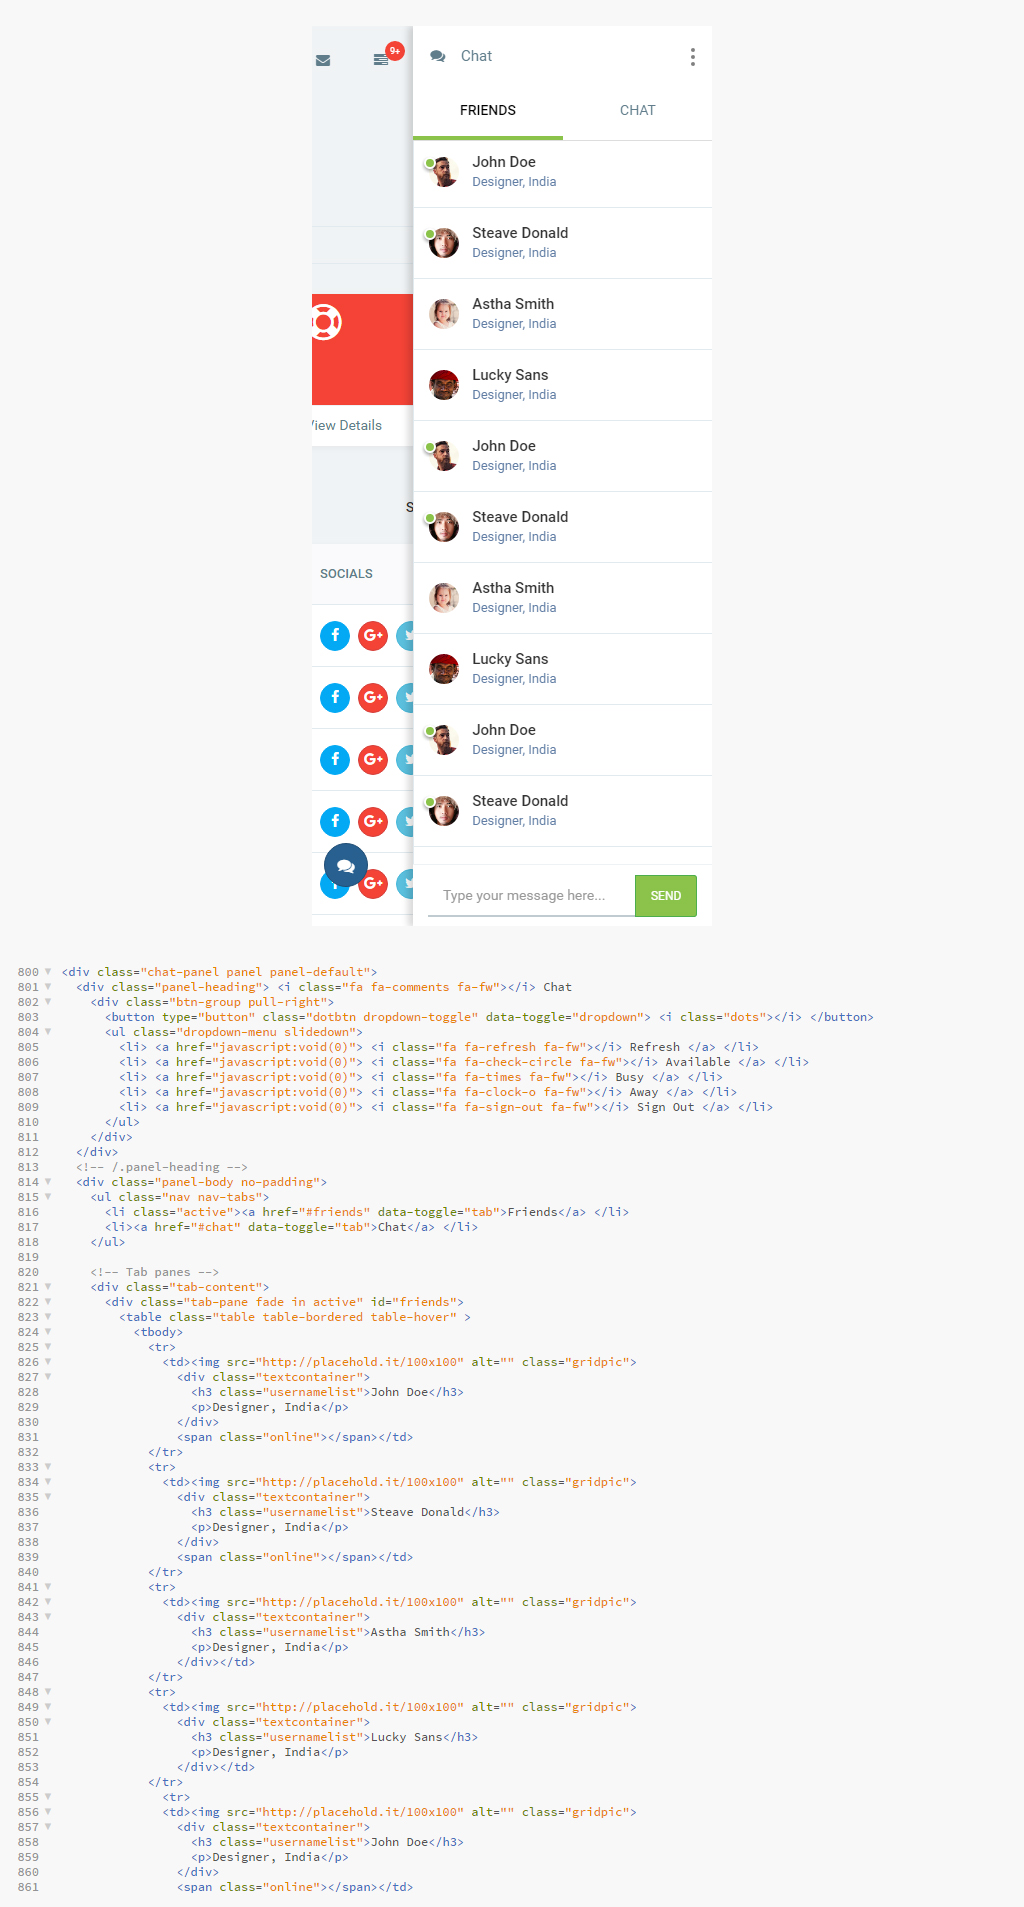 9+
Chat
FRIENDS CHAT
John Doe
Designer, India
Steave Donald
Designer, India
Astha Smith
Designer, India
Lucky Sans
Designer, India
John Doe
Designer, India
Steave Donald
Designer, India
Astha Smith
Designer, India
Lucky Sans
Designer, India
John Doe
Designer, India
Steave Donald
Designer, India
Type your message here... SEND
View Details
S
SOCIALS
800 <div class="chat-panel panel panel-default">
801 <div class="panel-heading"> <i class="fa fa-comments fa-fw"></i> Chat
802 <div class="btn-group pull-right">
803 <button type="button" class="dotbtn dropdown-toggle" data-toggle="dropdown"> <i class="dots"></i> </button>
804 <ul class="dropdown-menu slidedown">
805 <li> <a href="javascript:void(0)"> <i class="fa fa-refresh fa-fw"></i> Refresh </a> </li>
806 <li> <a href="javascript:void(0)"> <i class="fa fa-check-circle fa-fw"></i> Available </a> </li>
807 <li> <a href="javascript:void(0)"> <i class="fa fa-times fa-fw"></i> Busy </a> </li>
808 <li> <a href="javascript:void(0)"> <i class="fa fa-clock-o fa-fw"></i> Away </a> </li>
809 <li> <a href="javascript:void(0)"> <i class="fa fa-sign-out fa-fw"></i> Sign Out </a> </li>
810 </ul>
811 </div>
812 </div>
813 <!-- /.panel-heading -->
814 <div class="panel-body no-padding">
815 <ul class="nav nav-tabs">
816 <li class="active"><a href="#friends" data-toggle="tab">Friends</a> </li>
817 <li><a href="#chat" data-toggle="tab">Chat</a> </li>
818 </ul>
819
820 <!-- Tab panes -->
821 <div class="tab-content">
822 <div class="tab-pane fade in active" id="friends">
823 <table class="table table-bordered table-hover" >
824 <tbody>
825 <tr>
826 <td><img src="http://placehold.it/100x100" alt="" class="gridpic">
827 <div class="textcontainer">
828 <h3 class="usernamelist">John Doe</h3>
829 <p>Designer, India</p>
830 </div>
831 <span class="online"></span></td>
832 </tr>
833 <tr>
834 <td><img src="http://placehold.it/100x100" alt="" class="gridpic">
835 <div class="textcontainer">
836 <h3 class="usernamelist">Steave Donald</h3>
837 <p>Designer, India</p>
838 </div>
839 <span class="online"></span></td>
840 </tr>
841 <tr>
842 <td><img src="http://placehold.it/100x100" alt="" class="gridpic">
843 <div class="textcontainer">
844 <h3 class="usernamelist">Astha Smith</h3>
845 <p>Designer, India</p>
846 </div></td>
847 </tr>
848 <tr>
849 <td><img src="http://placehold.it/100x100" alt="" class="gridpic">
850 <div class="textcontainer">
851 <h3 class="usernamelist">Lucky Sans</h3>
852 <p>Designer, India</p>
853 </div></td>
854 </tr>
855 <tr>
856 <td><img src="http://placehold.it/100x100" alt="" class="gridpic">
857 <div class="textcontainer">
858 <h3 class="usernamelist">John Doe</h3>
859 <p>Designer, India</p>
860 </div>
861 <span class="online"></span></td>